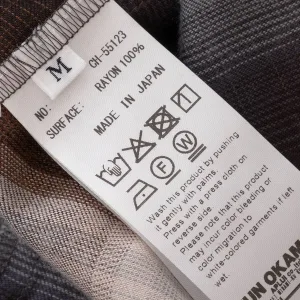 M
NO: CH-55123
SURFACE: RAYON 100%
MADE IN JAPAN
Wash this product by pushing
it gently with palms.
Press with a press cloth on
reverse side.
Please note that this product
may incur color bleeding or
color migration to
white-colored garments if left
wet
UN OKAN